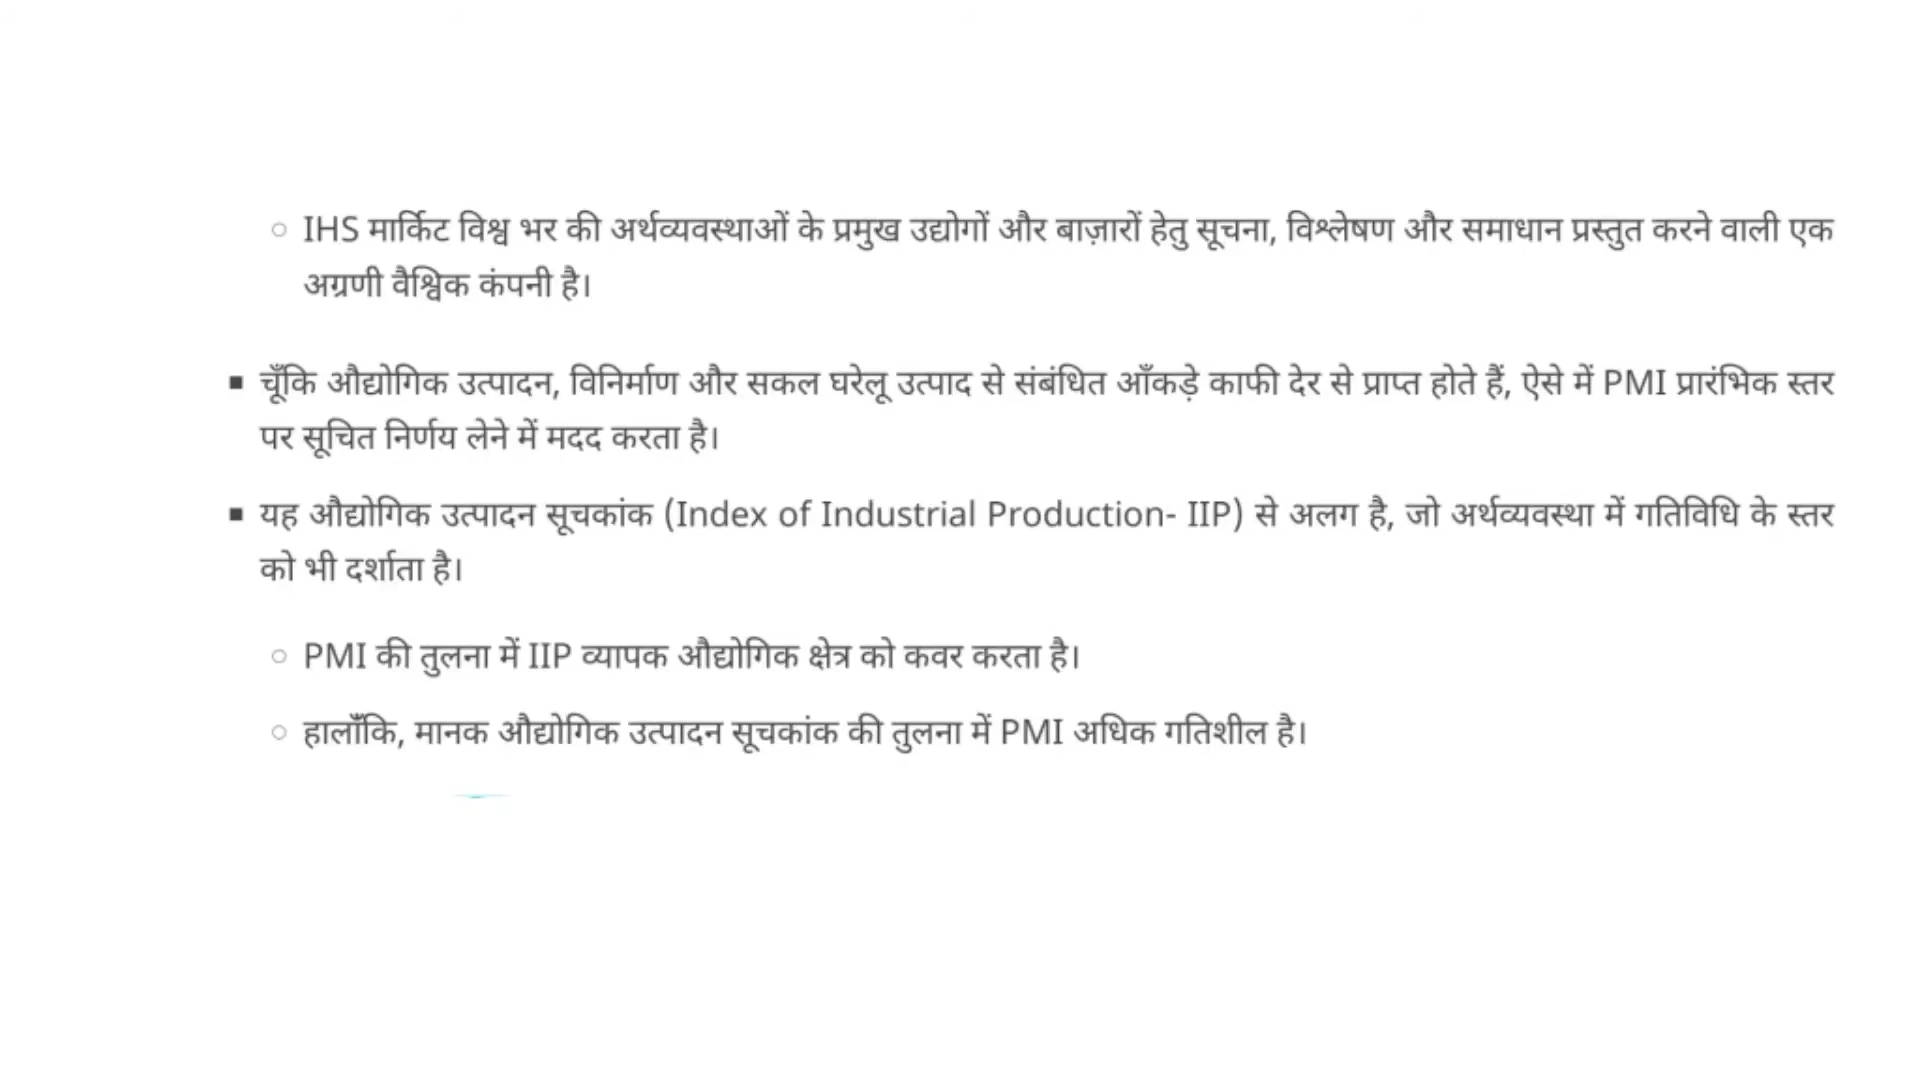 IHS मार्किट विश्व भर की अर्थव्यवस्थाओं के प्रमुख उद्योगों और बाज़ारों हेतु सूचना, विश्लेषण और समाधान प्रस्तुत करने वाली एक
अग्रणी वैश्विक कंपनी है।
चूँकि औद्योगिक उत्पादन, विनिर्माण और सकल घरेलू उत्पाद से संबंधित आँकड़े काफी देर से प्राप्त होते हैं, ऐसे में PMI प्रारंभिक स्तर
पर सूचित निर्णय लेने में मदद करता है।
यह औद्योगिक उत्पादन सूचकांक (Index of Industrial Production- IIP) से अलग है, जो अर्थव्यवस्था में गतिविधि के स्तर
को भी दर्शाता है।
PMI की तुलना में IIP व्यापक औद्योगिक क्षेत्र को कवर करता है।
हालाँकि, मानक औद्योगिक उत्पादन सूचकांक की तुलना में PMI अधिक गतिशील है।